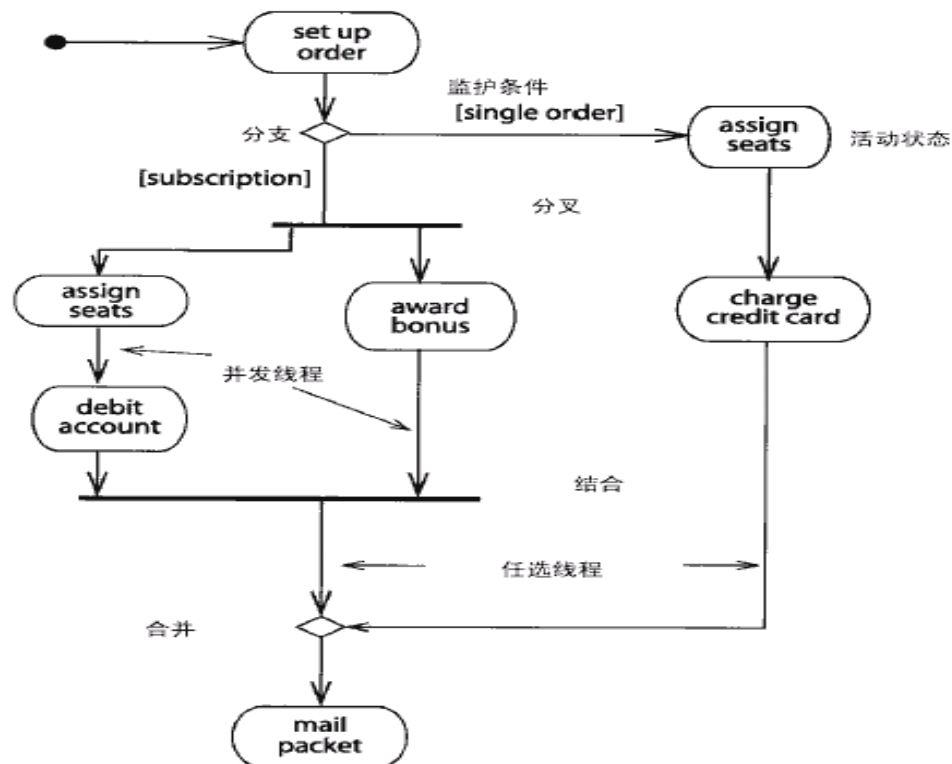 set up
order
监护条件
[single order]
分支
assign
seats
活动状态
[subscription]
分叉
assign
seats
award
bonus
charge
credit card
并发线程
debit
account
结合
任选线程
合并
mail
packet